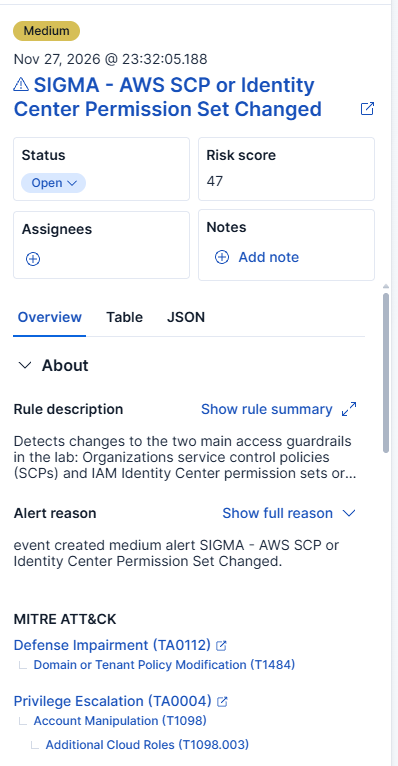 Medium
Nov 27, 2026 @ 23:32:05.188
SIGMA - AWS SCP or Identity
Center Permission Set Changed
Status
Open
Risk score
47
Assignees
Notes
Add note
Overview
Table
JSON
About
Rule description
Show rule summary
Detects changes to the two main access guardrails
in the lab: Organizations service control policies
(SCPs) and IAM Identity Center permission sets or...
Alert reason
Show full reason
event created medium alert SIGMA - AWS SCP or
Identity Center Permission Set Changed.
MITRE ATT&CK
Defense Impairment (TA0112)
Domain or Tenant Policy Modification (T1484)
Privilege Escalation (TA0004)
Account Manipulation (T1098)
Additional Cloud Roles (T1098.003)